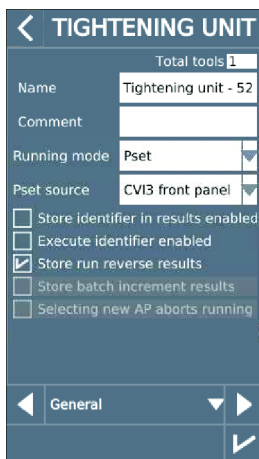 TIGHTENING UNIT
Total tools 1
Name Tightening unit - 52
Comment
Running mode Pset
Pset source CVI3 front panel
Store identifier in results enabled
Execute identifier enabled
Store run reverse results
Store batch increment results
Selecting new AP aborts running
General